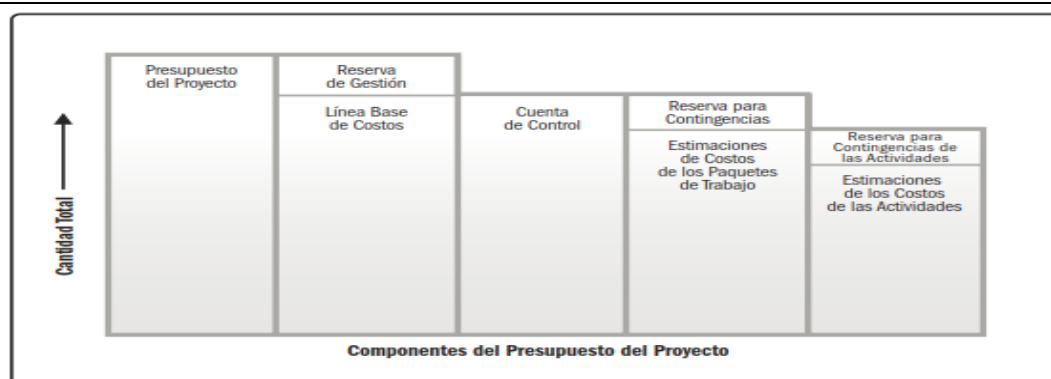 Presupuesto
del Proyecto
Reserva
de Gestión
Línea Base
de Costos
Cuenta
de Control
Reserva para
Contingencias
Estimaciones
de Costos
de los Paquetes
de Trabajo
Reserva para
Contingencias de
las Actividades
Estimaciones
de los Costos
de las Actividades
Cantidad Total
Componentes del Presupuesto del Proyecto